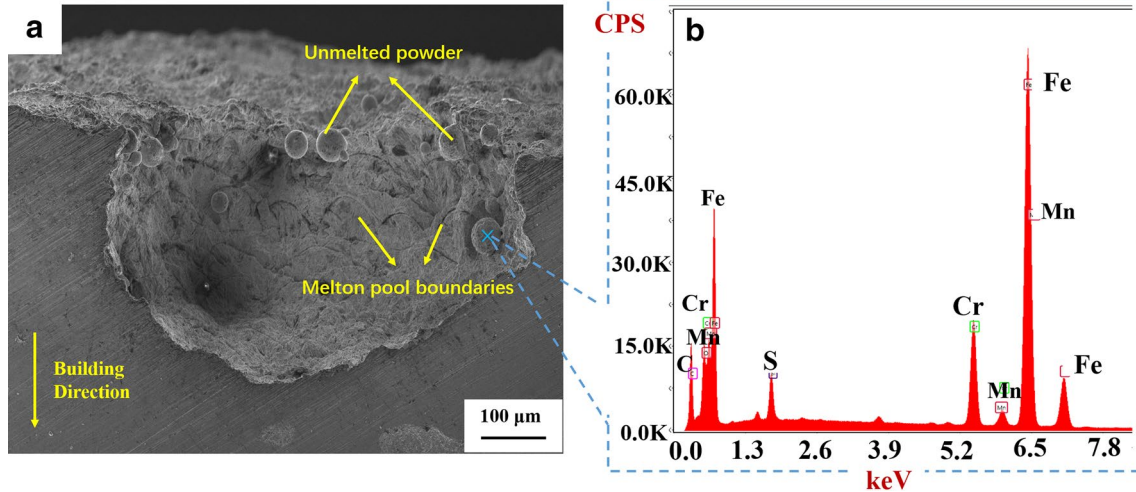 a
Unmelted powder
Melton pool boundaries
Building
Direction
100 μm
CPS
b
60.0K
45.0K
30.0K
15.0K
0.0K
C
Cr
Mn
Fe
S
Cr
Mn
Fe
Mn
Fe
0.0 1.3 2.6 3.9 5.2 6.5 7.8
keV